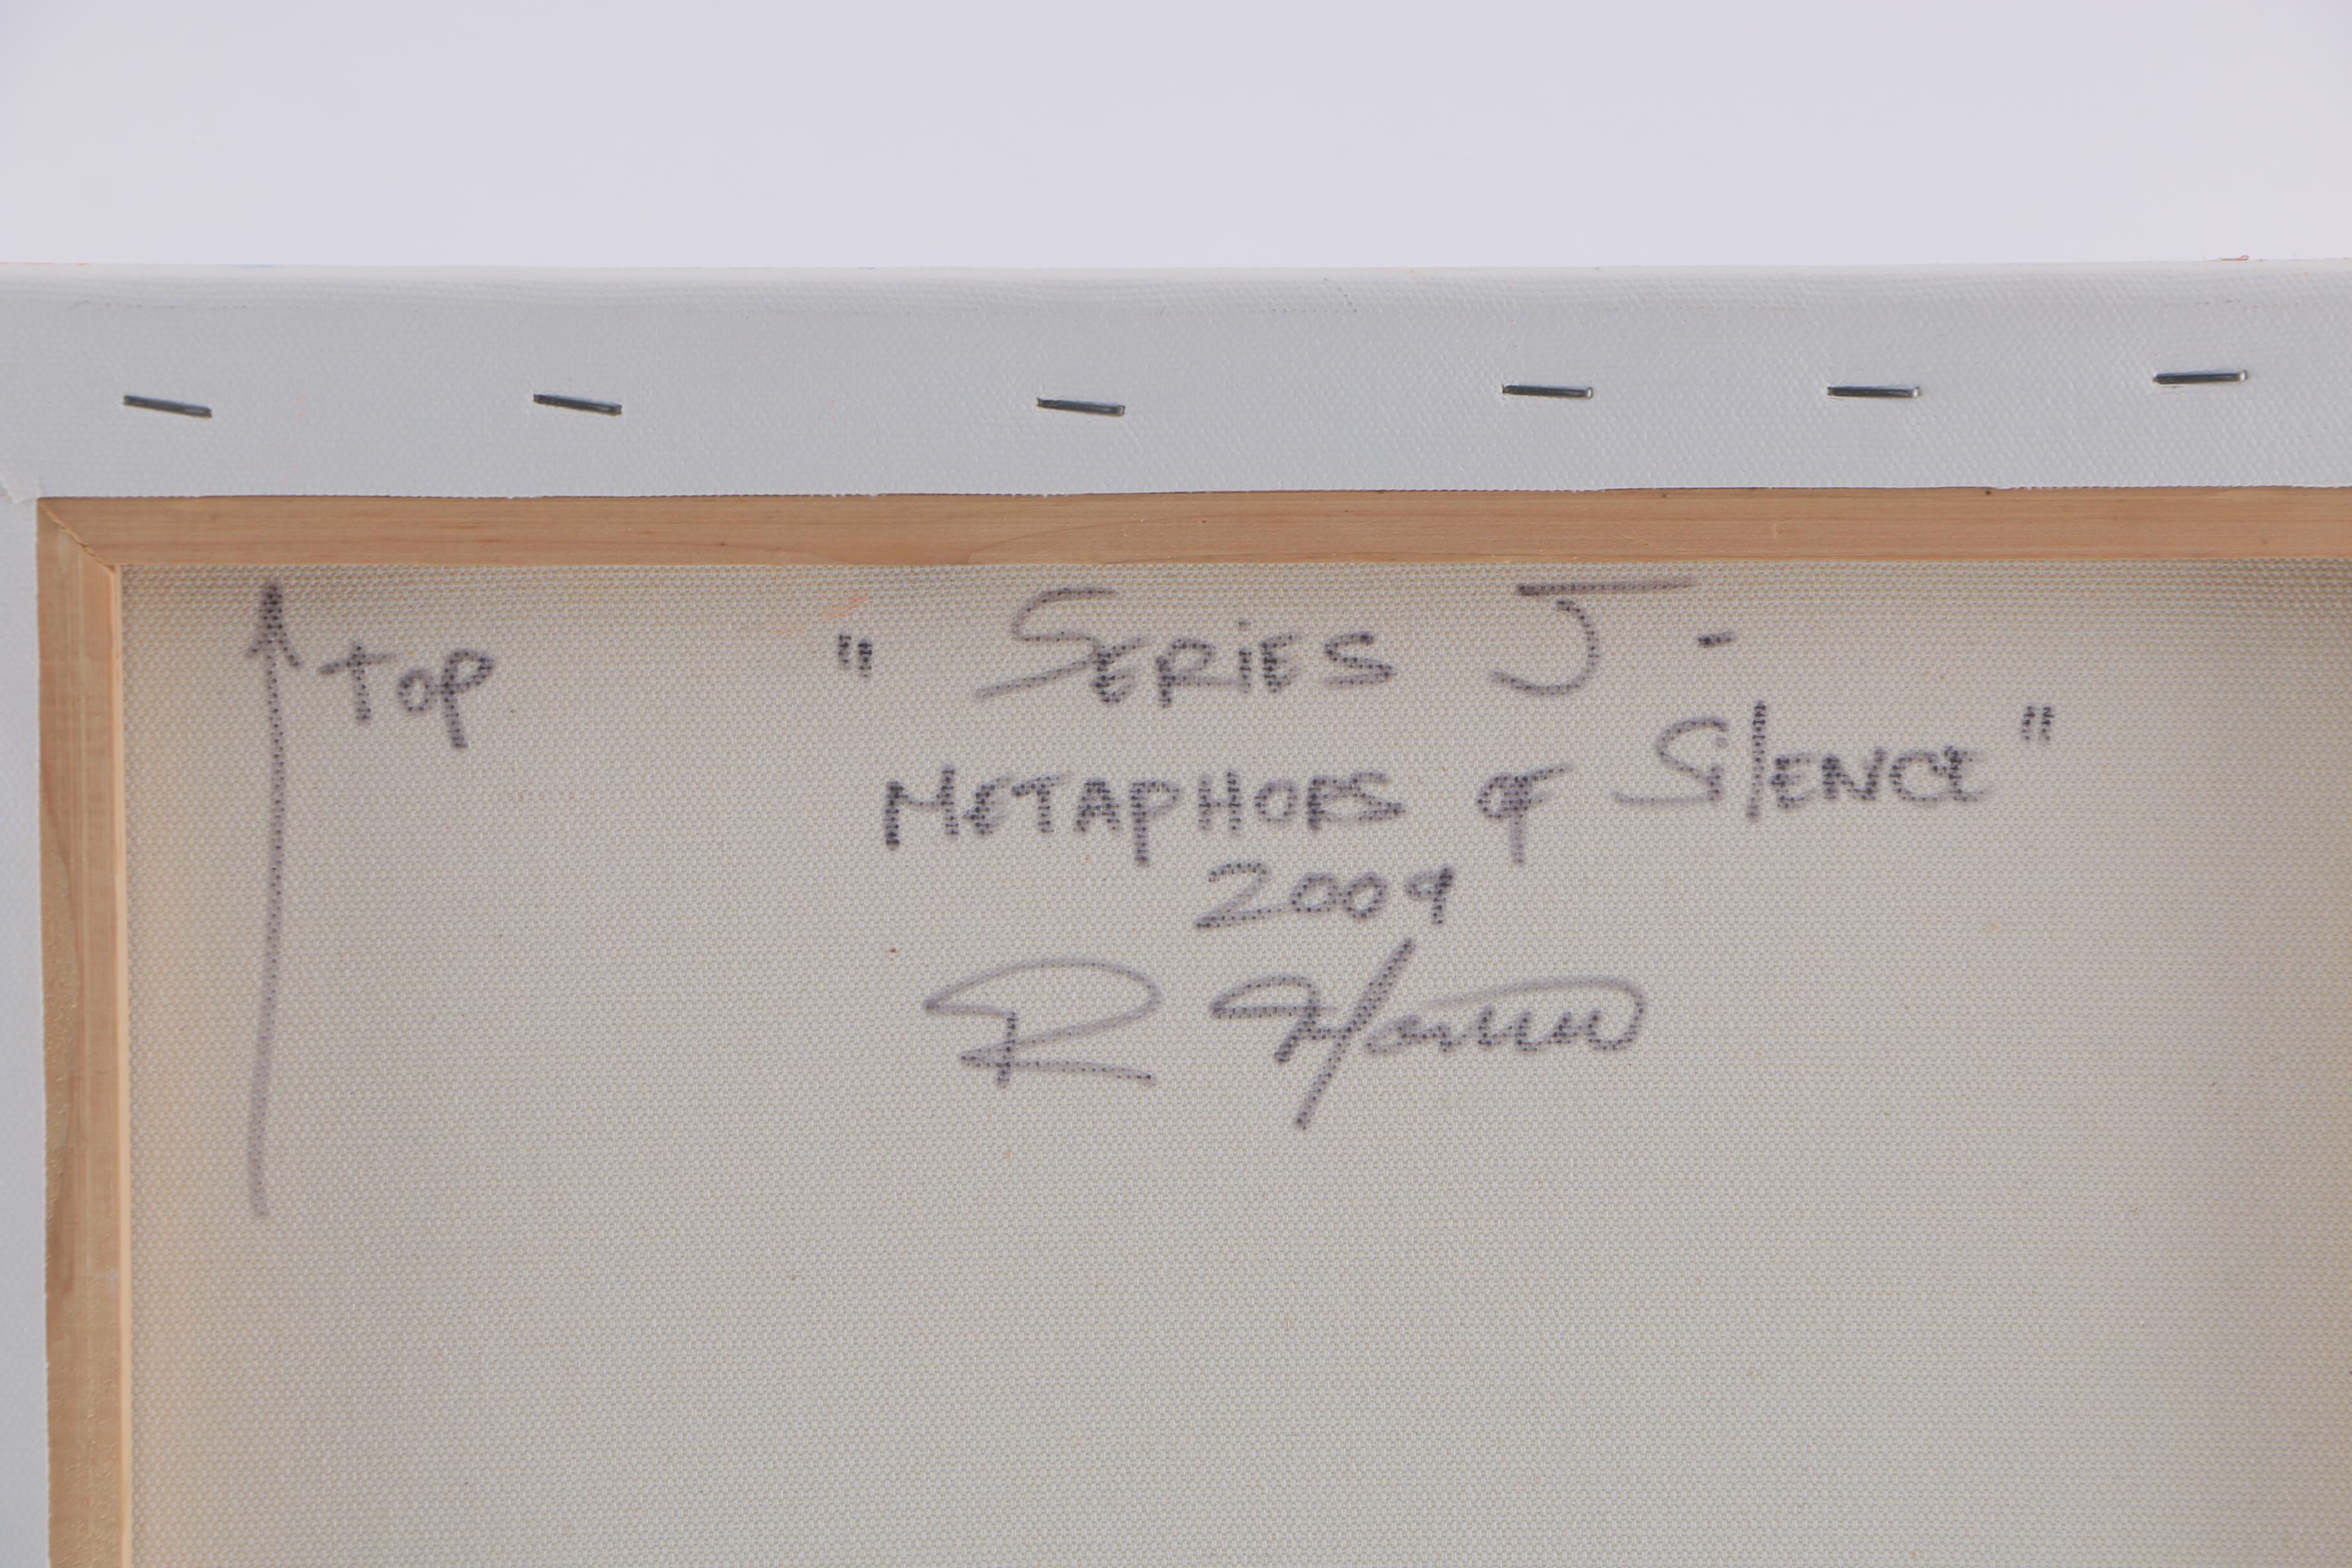 ↑ TOP
" SERIES J -
METAPHORS OF SILENCE "
2009
R